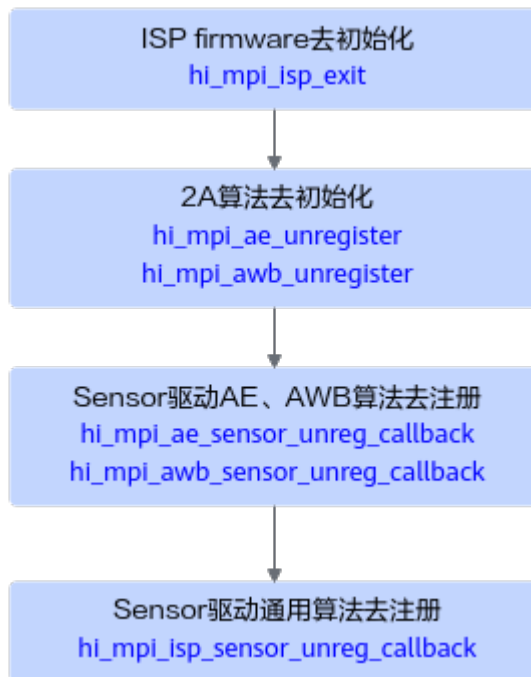 ISP firmware去初始化
hi_mpi_isp_exit
2A算法去初始化
hi_mpi_ae_unregister
hi_mpi_awb_unregister
Sensor驱动AE、AWB算法去注册
hi_mpi_ae_sensor_unreg_callback
hi_mpi_awb_sensor_unreg_callback
Sensor驱动通用算法去注册
hi_mpi_isp_sensor_unreg_callback